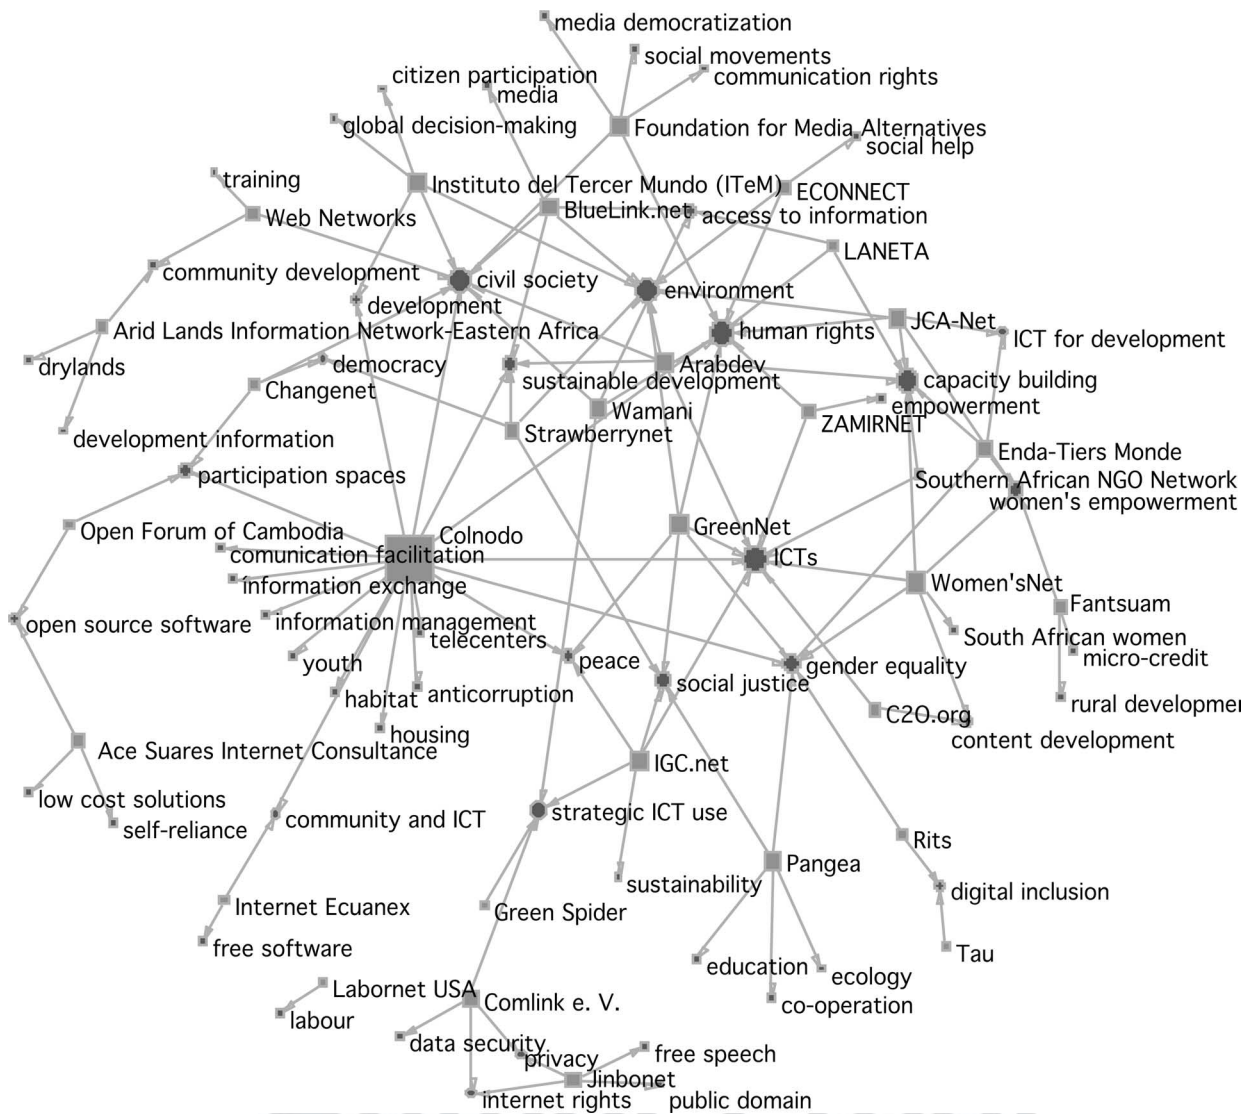 media democratization
social movements
communication rights
citizen participation
media
global decision-making
Foundation for Media Alternatives
social help
training
Instituto del Tercer Mundo (ITeM)
ECONNECT
Web Networks
BlueLink.net
access to information
LANETA
community development
civil society
environment
development
Arid Lands Information Network-Eastern Africa
human rights
JCA-Net
ICT for development
drylands
democracy
Arabdev
Changenet
sustainable development
capacity building
empowerment
Wamani
ZAMIRNET
development information
Strawberrynet
Enda-Tiers Monde
participation spaces
Southern African NGO Network
women's empowerment
Open Forum of Cambodia
Colnodo
GreenNet
comunication facilitation
ICTs
information exchange
Women'sNet
Fantsuam
open source software
information management
telecenters
South African women
micro-credit
youth
peace
gender equality
habitat
anticorruption
social justice
rural developmen
housing
C2O.org
content development
Ace Suares Internet Consultance
IGC.net
low cost solutions
self-reliance
community and ICT
strategic ICT use
Rits
Pangea
sustainability
digital inclusion
Internet Ecuanex
Green Spider
free software
Tau
education
ecology
Labornet USA
Comlink e. V.
co-operation
labour
data security
privacy
free speech
Jinbonet
internet rights
public domain